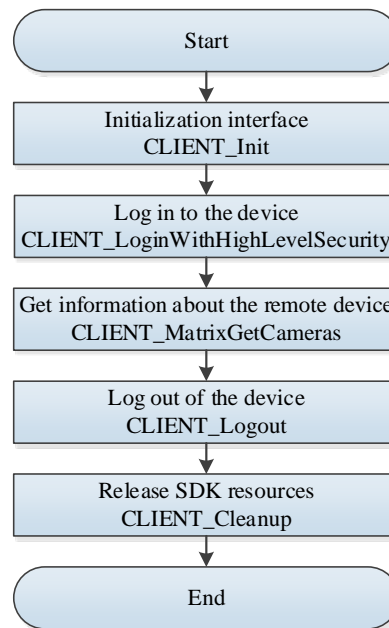 Start
Initialization interface
CLIENT_Init
Log in to the device
CLIENT_LoginWithHighLevelSecurity
Get information about the remote device
CLIENT_MatrixGetCameras
Log out of the device
CLIENT_Logout
Release SDK resources
CLIENT_Cleanup
End